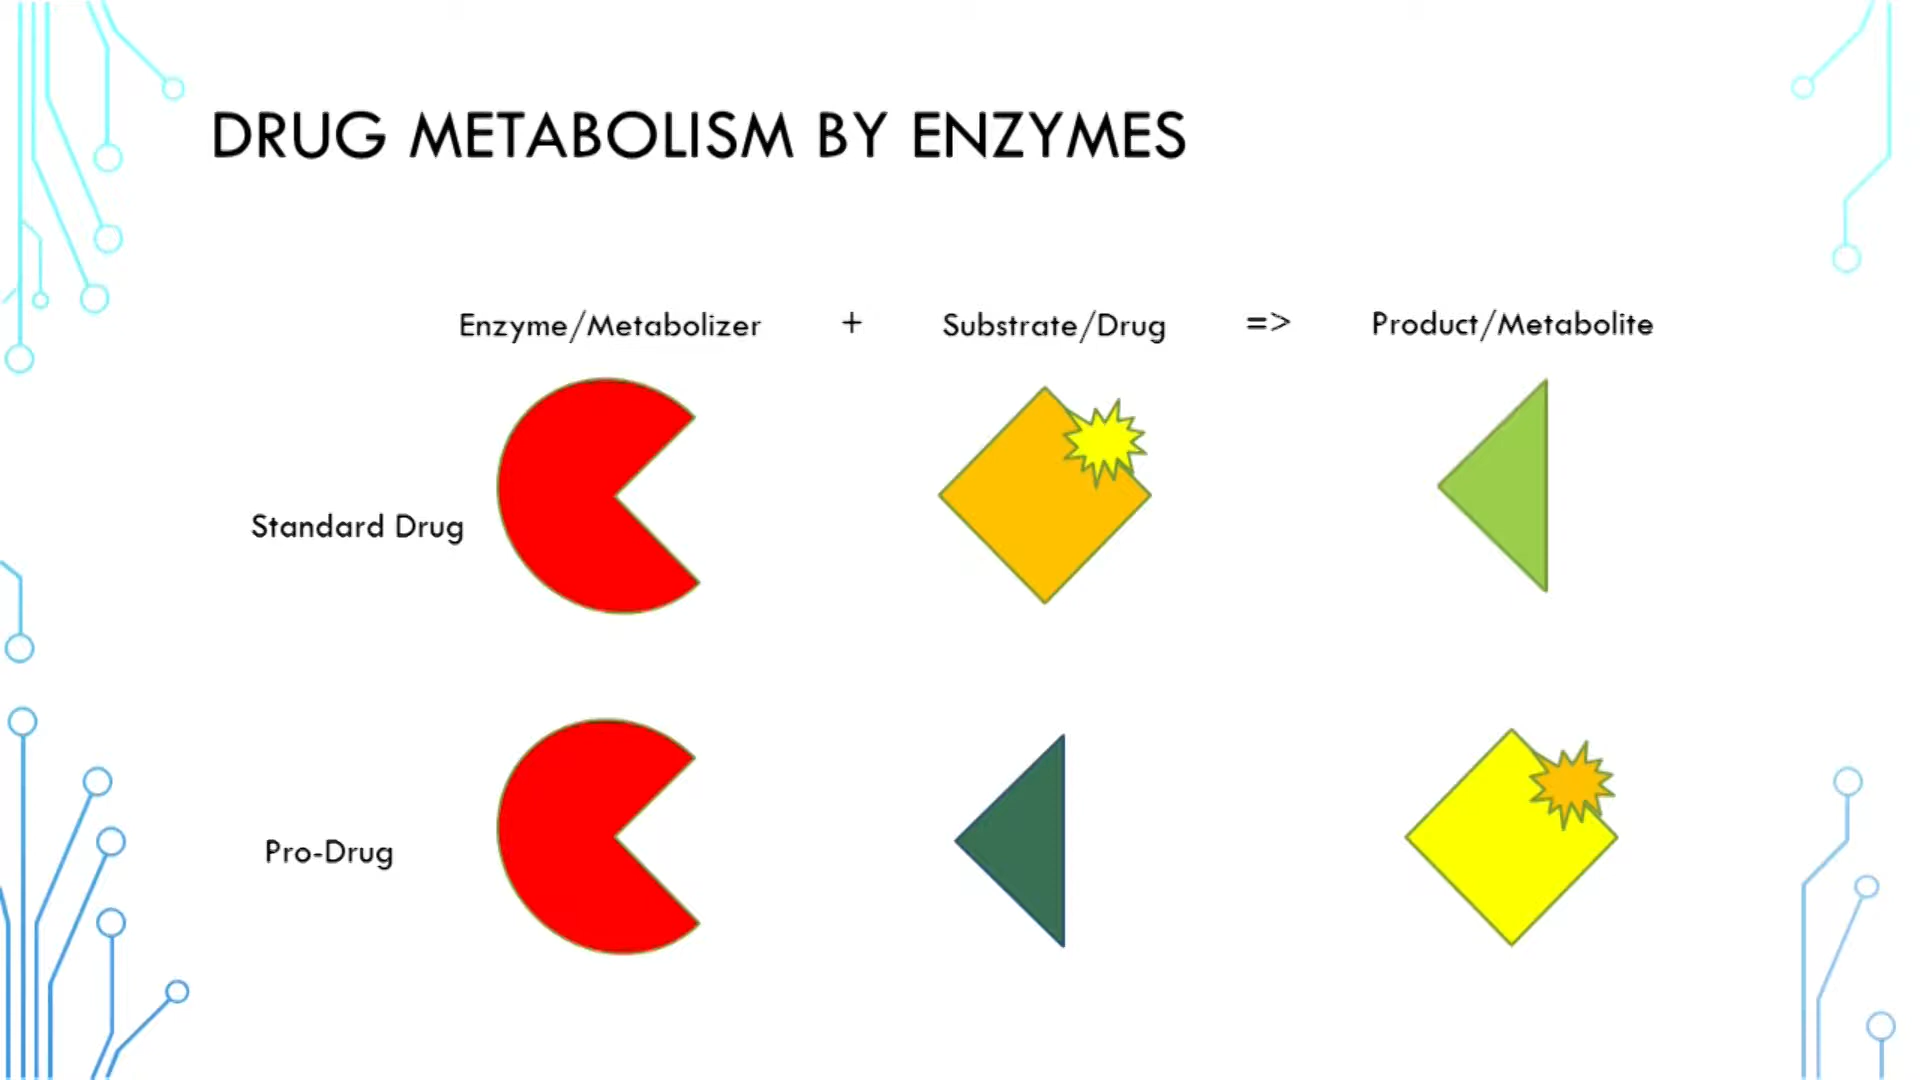 DRUG METABOLISM BY ENZYMES
Enzyme/Metabolizer + Substrate/Drug => Product/Metabolite
Standard Drug
Pro-Drug